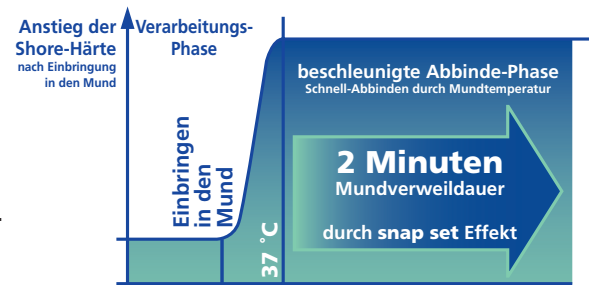 Anstieg der
Shore-Härte
nach Einbringung
in den Mund
Verarbeitungs-
Phase
Einbringen
in den
Mund
37 °C
beschleunigte Abbinde-Phase
Schnell-Abbinden durch Mundtemperatur
2 Minuten
Mundverweildauer
durch snap set Effekt